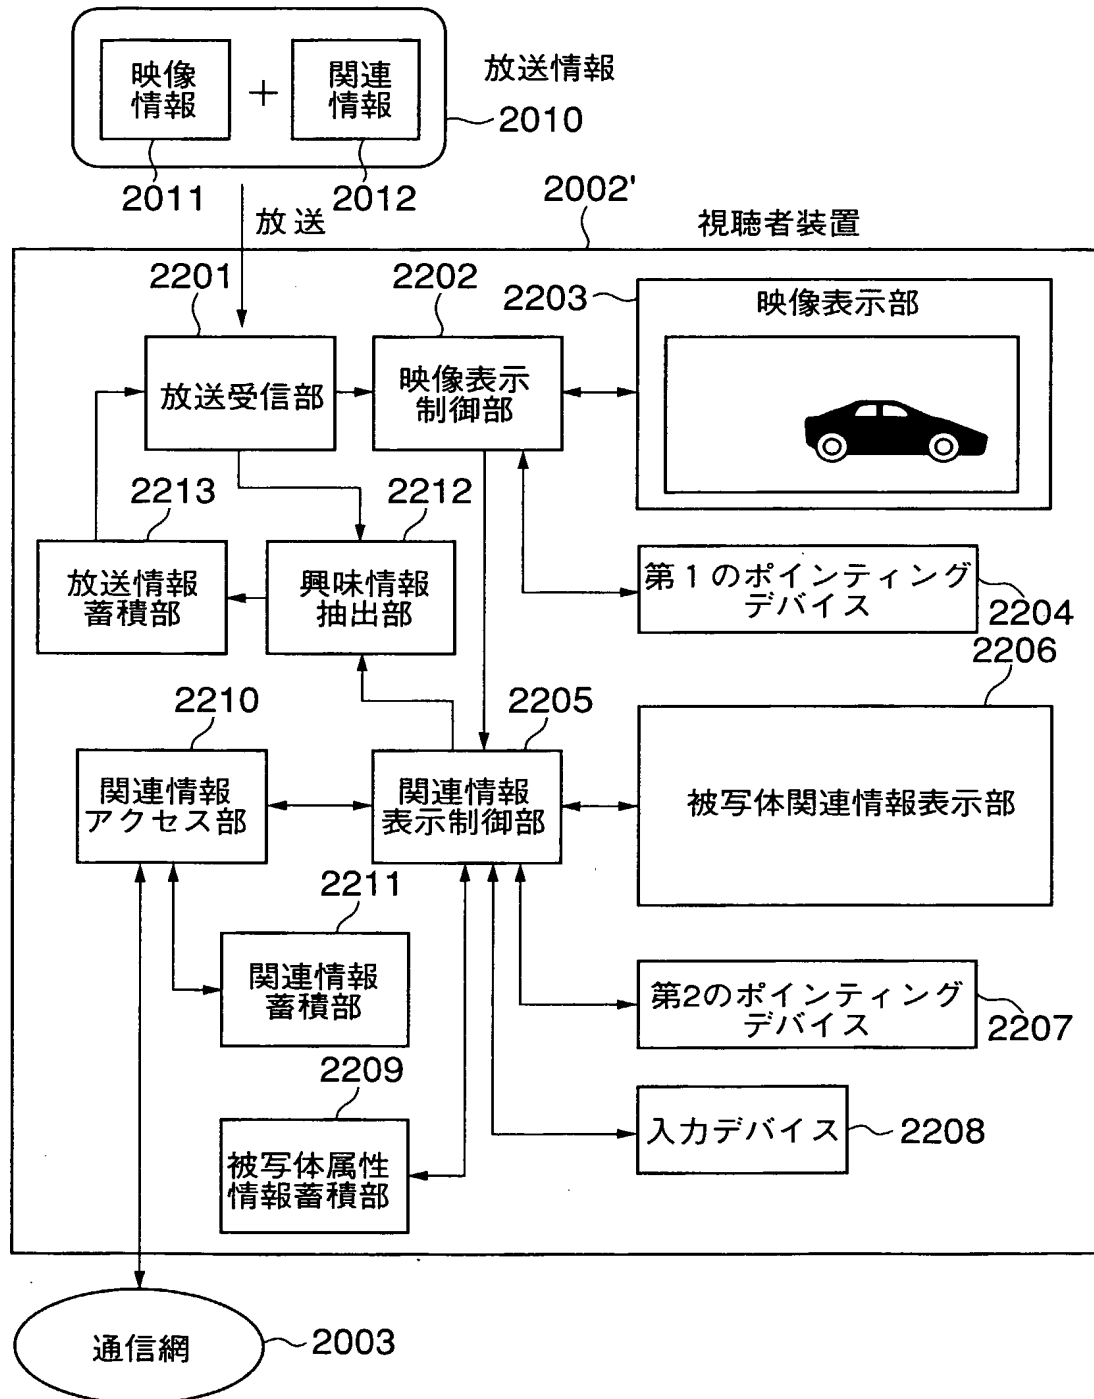 映像
情報
+
関連
情報
放送情報
2010
2011
2012
放送
2002'
視聴者装置
2201
放送受信部
2202
映像表示
制御部
2203
映像表示部
2213
放送情報
蓄積部
2212
興味情報
抽出部
第1のポインティング
デバイス
2204
2206
被写体関連情報表示部
2210
関連情報
アクセス部
2205
関連情報
表示制御部
2211
関連情報
蓄積部
第2のポインティング
デバイス
2207
2209
被写体属性
情報蓄積部
入力デバイス
2208
通信網
2003